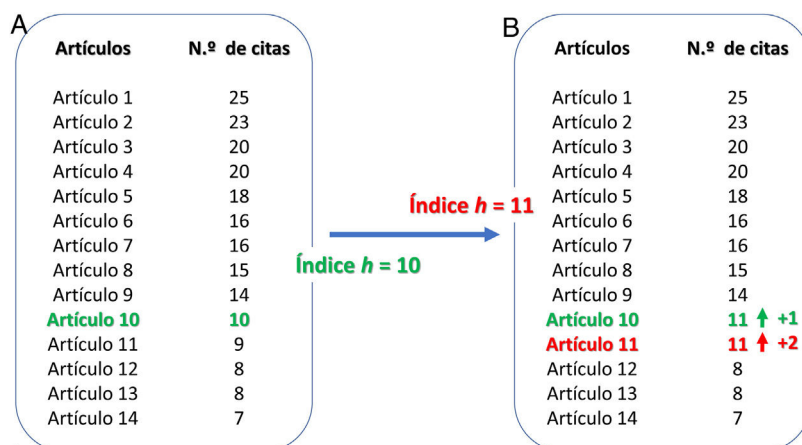 A
Artículos N.º de citas
Artículo 1 25
Artículo 2 23
Artículo 3 20
Artículo 4 20
Artículo 5 18
Artículo 6 16
Artículo 7 16
Artículo 8 15
Artículo 9 14
Artículo 10 10
Artículo 11 9
Artículo 12 8
Artículo 13 8
Artículo 14 7
Índice h = 11
Índice h = 10
B
Artículos N.º de citas
Artículo 1 25
Artículo 2 23
Artículo 3 20
Artículo 4 20
Artículo 5 18
Artículo 6 16
Artículo 7 16
Artículo 8 15
Artículo 9 14
Artículo 10 11 +1
Artículo 11 11 +2
Artículo 12 8
Artículo 13 8
Artículo 14 7